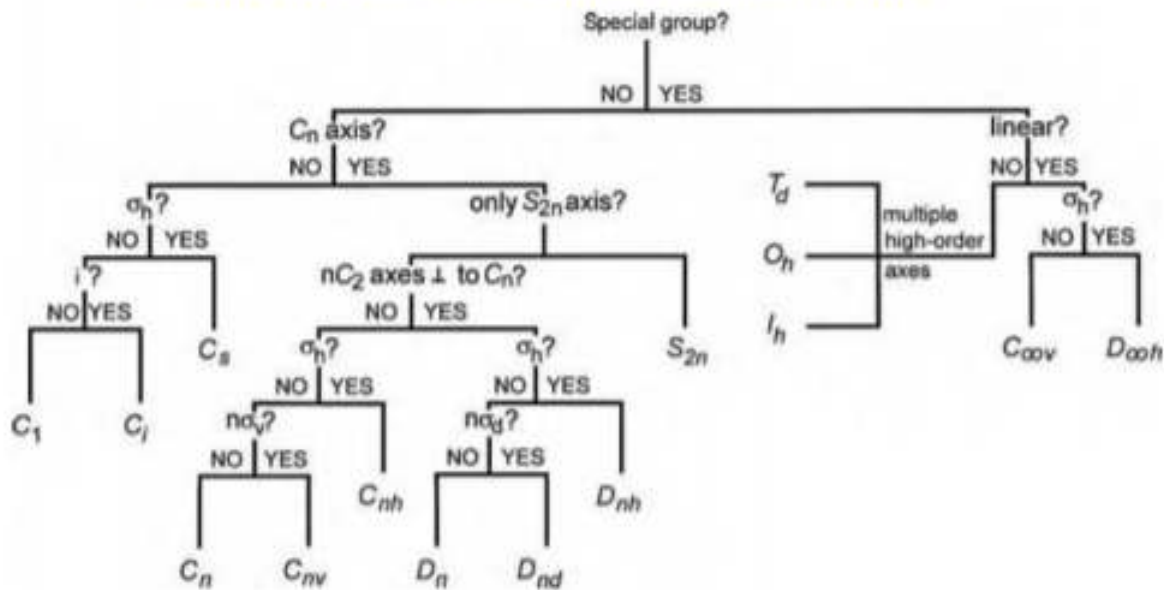 Special group?
NO YES
Cn axis?
linear?
NO YES
NO YES
σh?
only S2n axis?
Td
σh?
NO YES
multiple
high-order
axes
NO YES
i ?
nC2 axes ⊥ to Cn?
Oh
NO YES
NO YES
Cs
σh?
σh?
S2n
Ih
C∞v
D∞h
NO YES
NO YES
C1
Ci
nσv?
nσd?
NO YES
NO YES
Cnh
Dnh
Cn
Cnv
Dn
Dnd